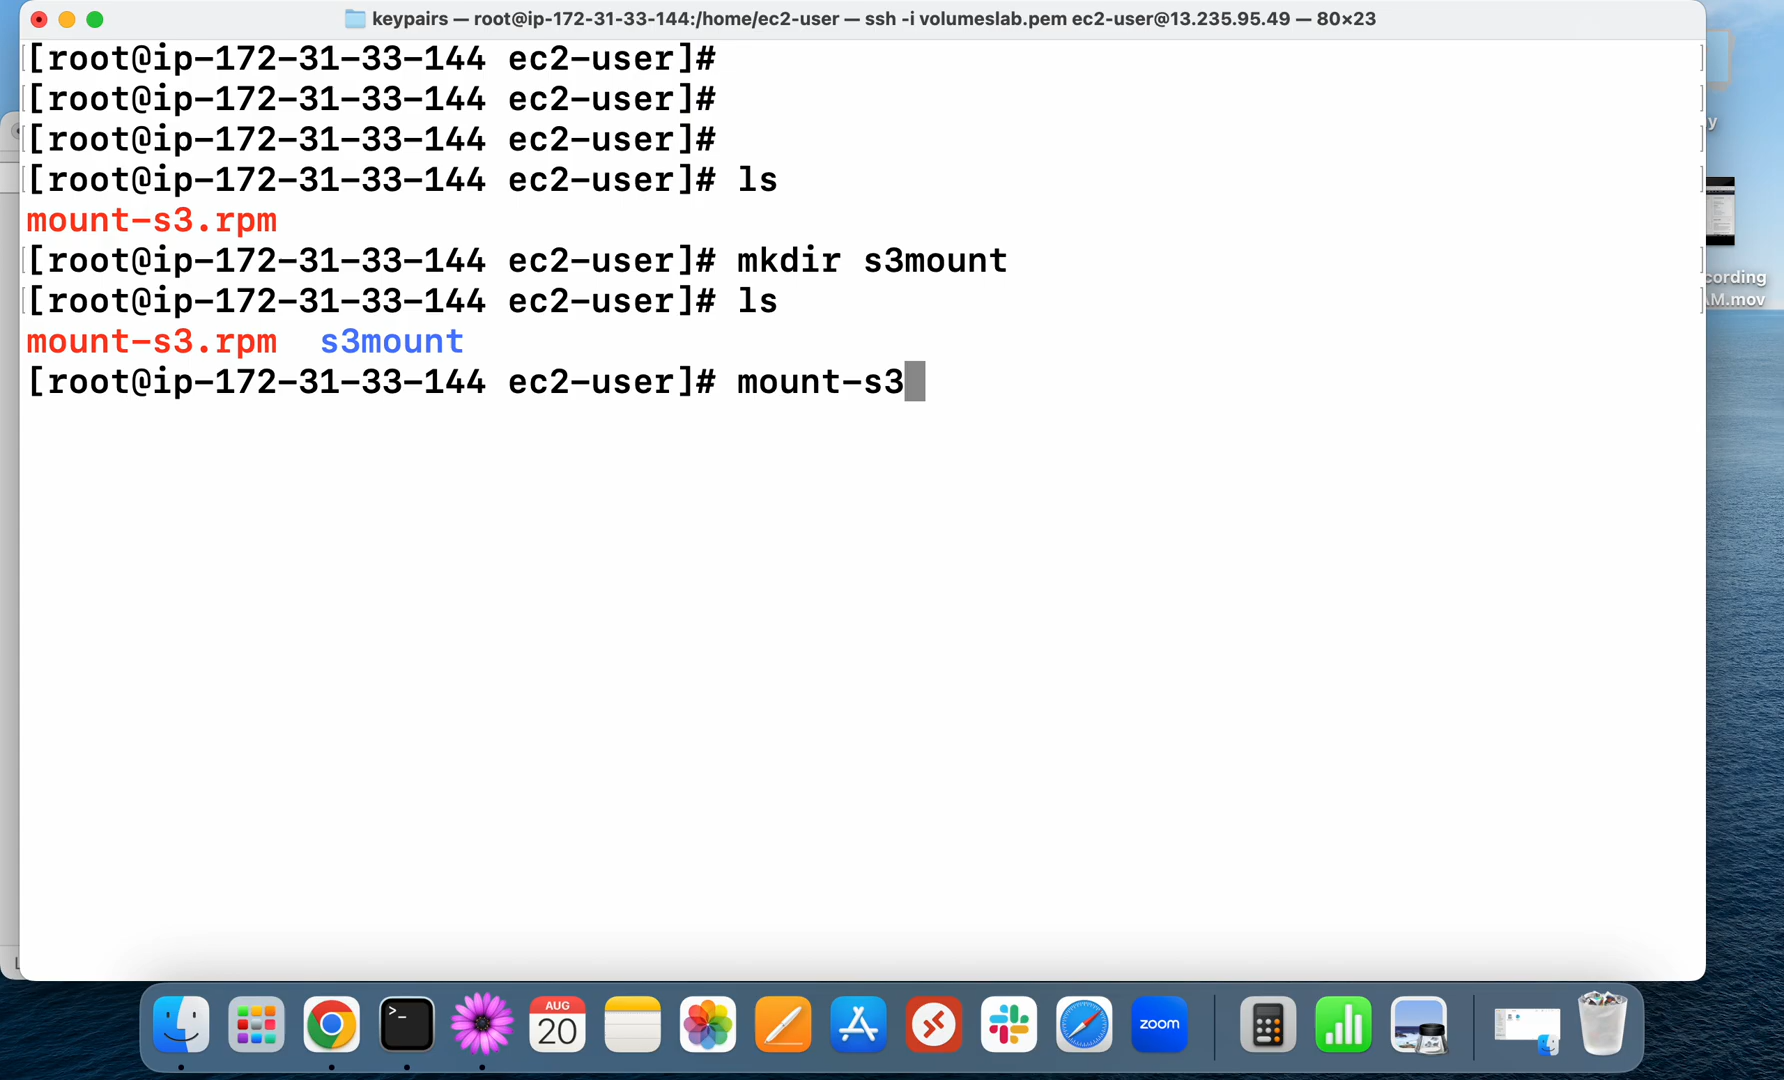 keypairs — root@ip-172-31-33-144:/home/ec2-user — ssh -i volumeslab.pem ec2-user@13.235.95.49 — 80×23
[root@ip-172-31-33-144 ec2-user]#
[root@ip-172-31-33-144 ec2-user]#
[root@ip-172-31-33-144 ec2-user]#
[root@ip-172-31-33-144 ec2-user]# ls
mount-s3.rpm
[root@ip-172-31-33-144 ec2-user]# mkdir s3mount
[root@ip-172-31-33-144 ec2-user]# ls
mount-s3.rpm s3mount
[root@ip-172-31-33-144 ec2-user]# mount-s3
y
cording
AM.mov
>_
AUG
20
zoom